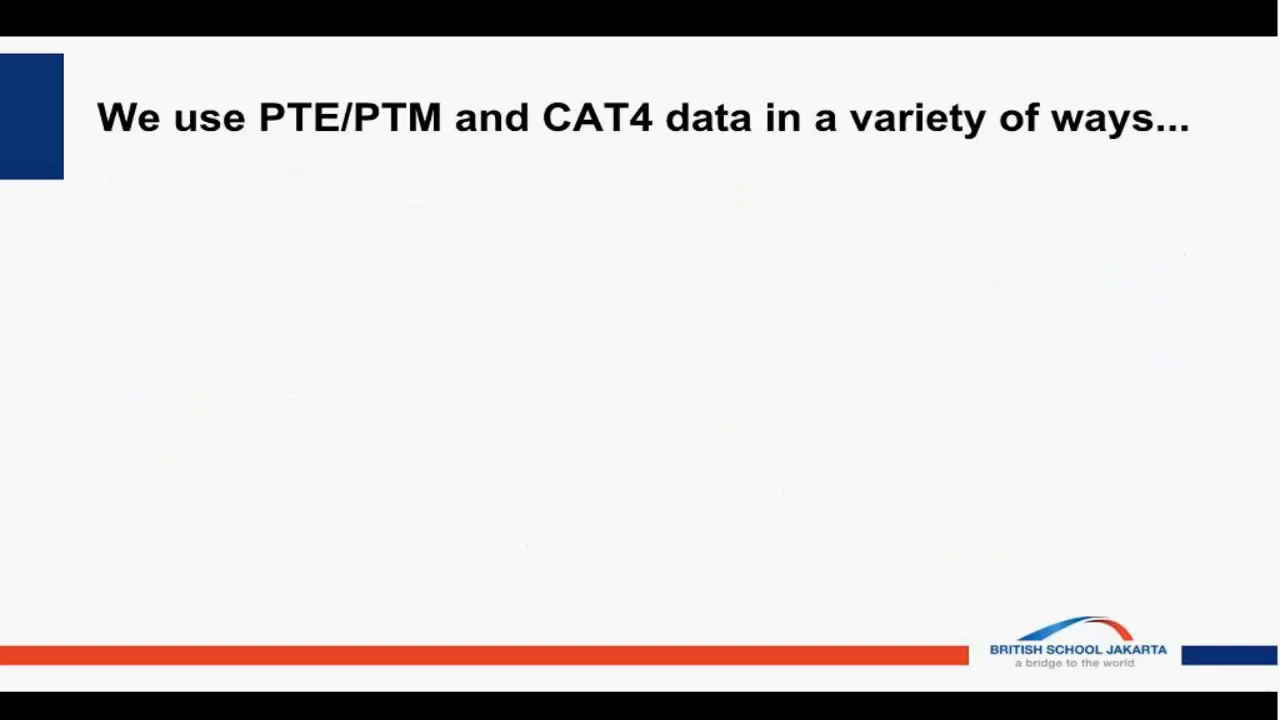 We use PTE/PTM and CAT4 data in a variety of ways...
BRITISH SCHOOL JAKARTA
a bridge to the world